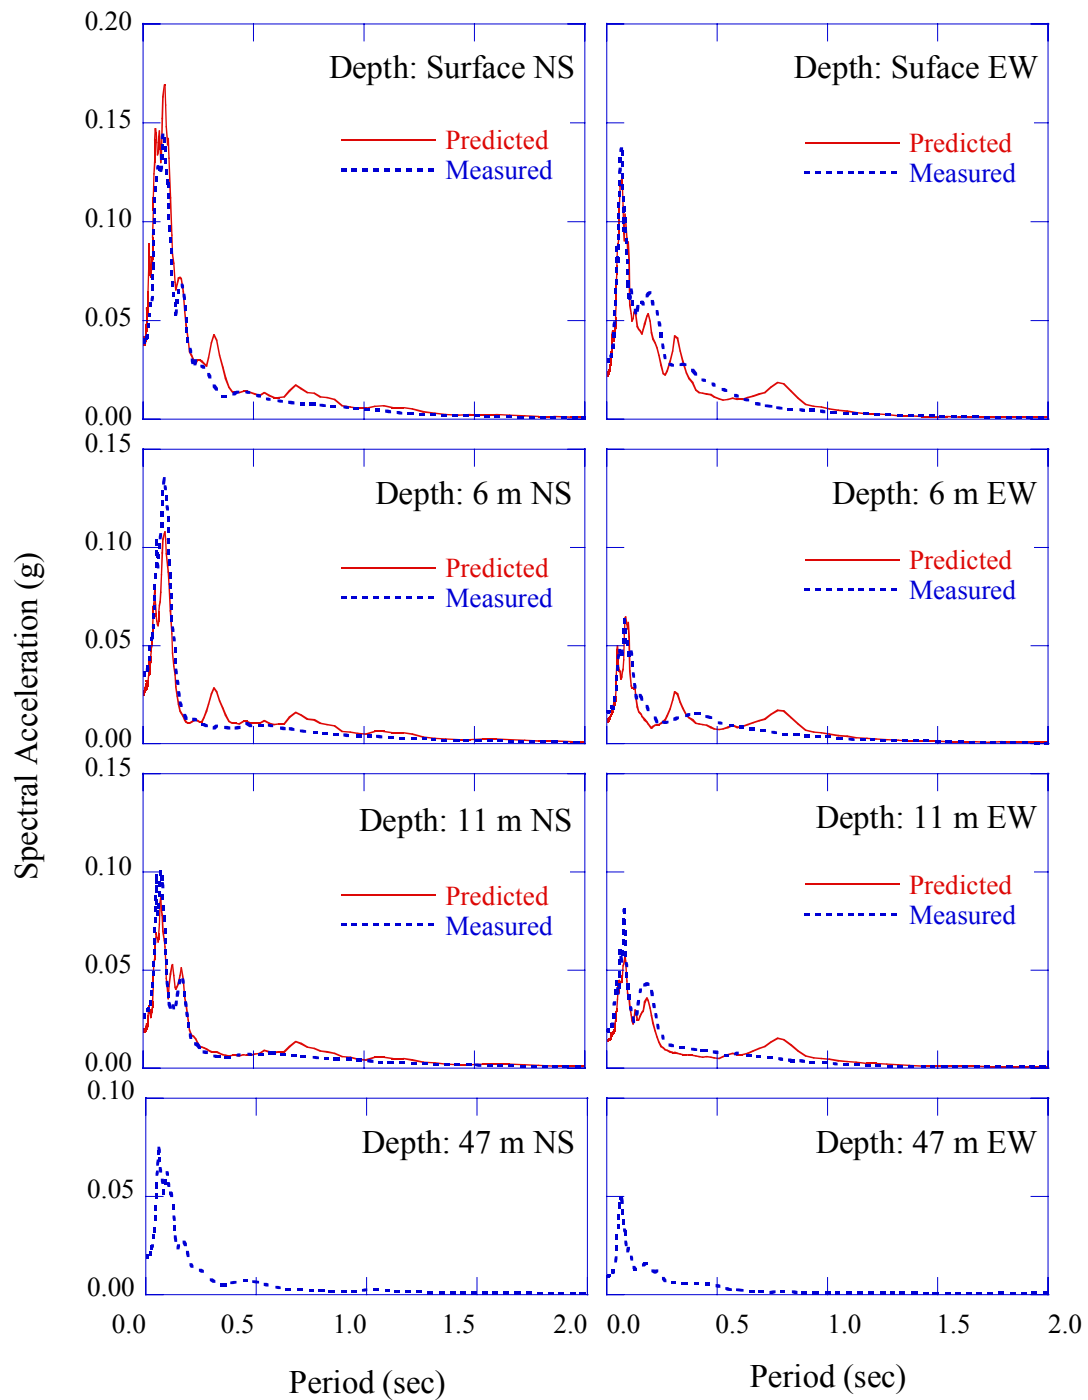 0.20
0.15
0.10
0.05
0.00
Depth: Surface NS
Predicted
Measured
Depth: Suface EW
Predicted
Measured
0.15
0.10
0.05
0.00
Depth: 6 m NS
Predicted
Measured
Depth: 6 m EW
Predicted
Measured
Spectral Acceleration (g)
0.15
0.10
0.05
0.00
Depth: 11 m NS
Predicted
Measured
Depth: 11 m EW
Predicted
Measured
0.10
0.05
0.00
Depth: 47 m NS
Depth: 47 m EW
0.0 0.5 1.0 1.5 2.0
0.0 0.5 1.0 1.5 2.0
Period (sec)
Period (sec)